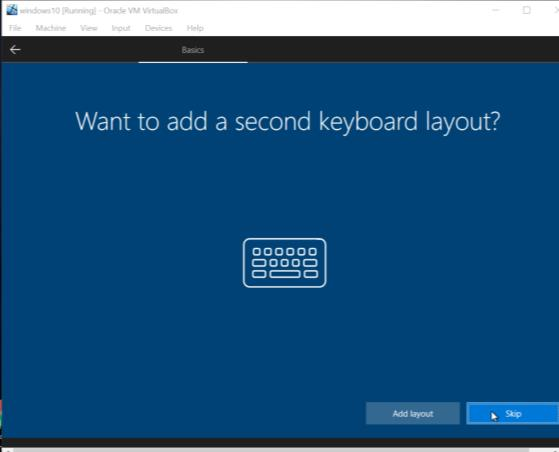 windows10 [Running] - Oracle VM VirtualBox
File Machine View Input Devices Help
Basics
Want to add a second keyboard layout?
Add layout Skip